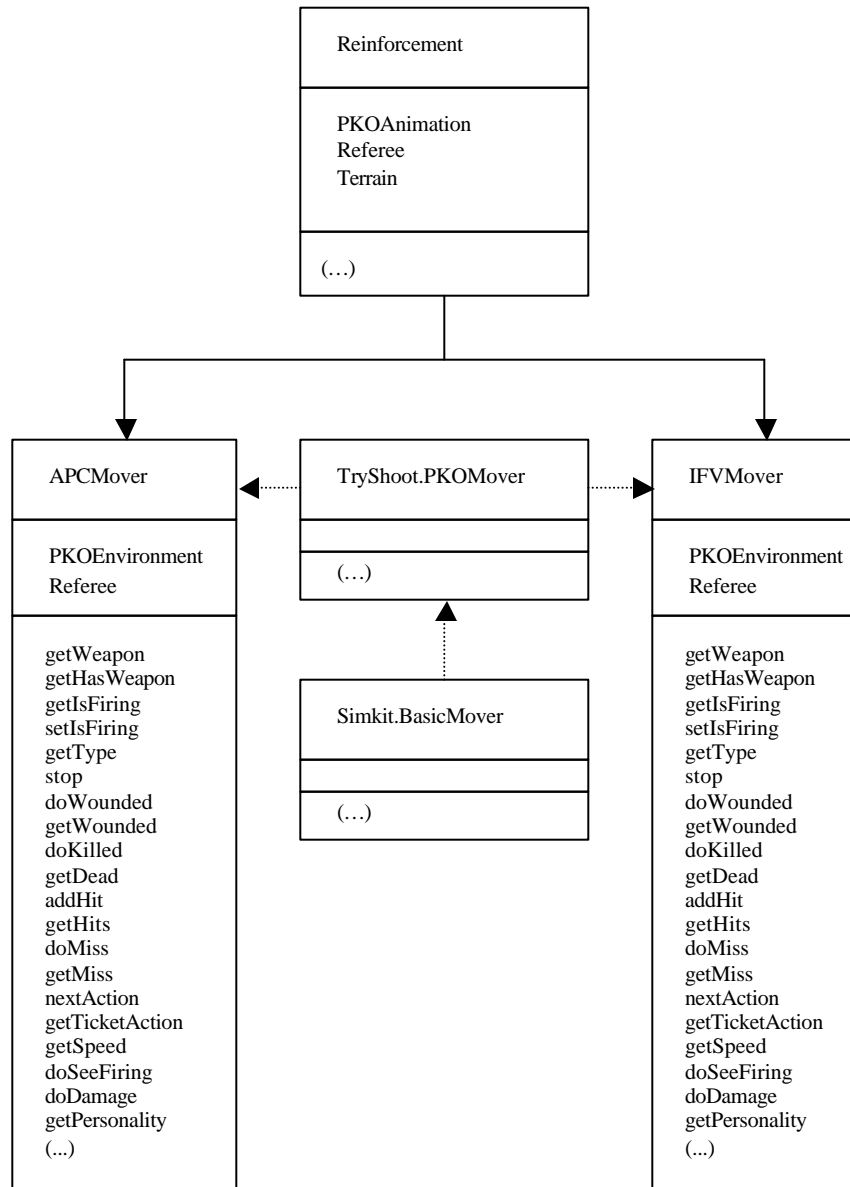 Reinforcement
PKOAnimation
Referee
Terrain
(…)
APCMover
PKOEnvironment
Referee
getWeapon
getHasWeapon
getIsFiring
setIsFiring
getType
stop
doWounded
getWounded
doKilled
getDead
addHit
getHits
doMiss
getMiss
nextAction
getTicketAction
getSpeed
doSeeFiring
doDamage
getPersonality
(...)
TryShoot.PKOMover
(…)
Simkit.BasicMover
(…)
IFVMover
PKOEnvironment
Referee
getWeapon
getHasWeapon
getIsFiring
setIsFiring
getType
stop
doWounded
getWounded
doKilled
getDead
addHit
getHits
doMiss
getMiss
nextAction
getTicketAction
getSpeed
doSeeFiring
doDamage
getPersonality
(...)